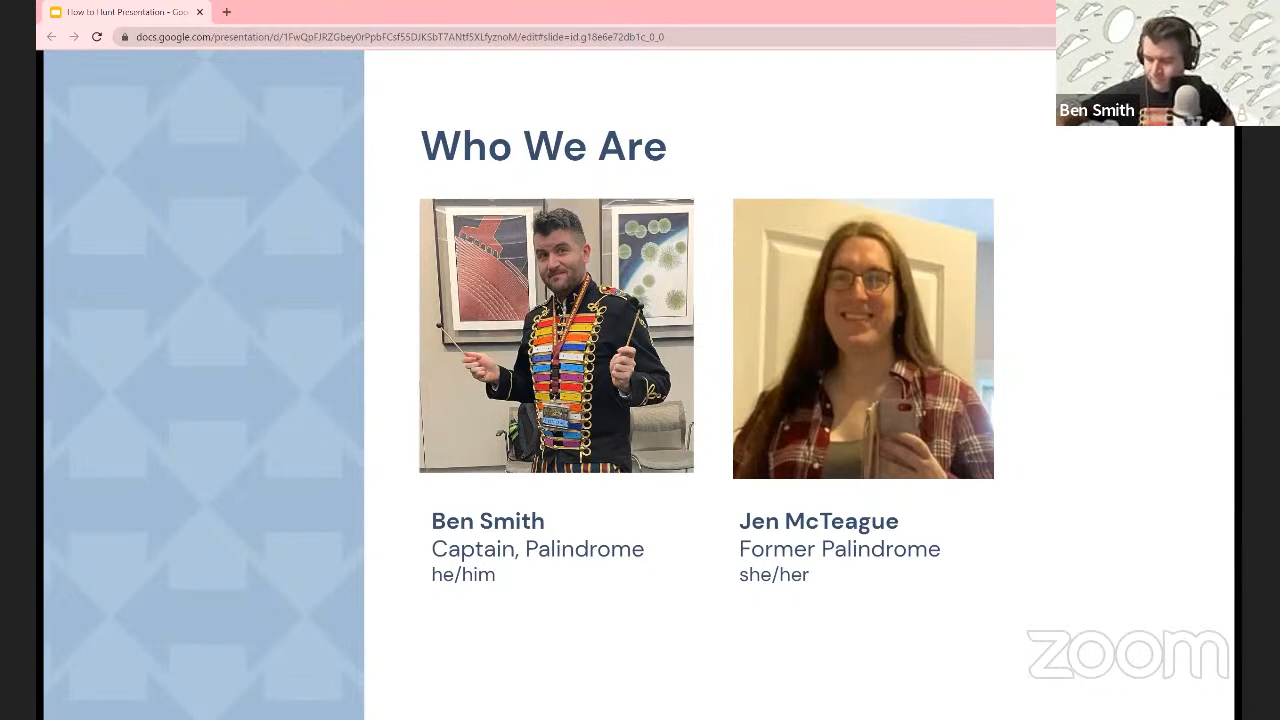 How to Hunt Presentation - Goo
docs.google.com/presentation/d/1FwQpFJRZGbey0rPpbFCsf55DJKSbT7ANtf5XLfyznoM/edit#slide=id.g18e6e72db1c_0_0
Ben Smith
Who We Are
Ben Smith
Captain, Palindrome
he/him
Jen McTeague
Former Palindrome
she/her
zoom